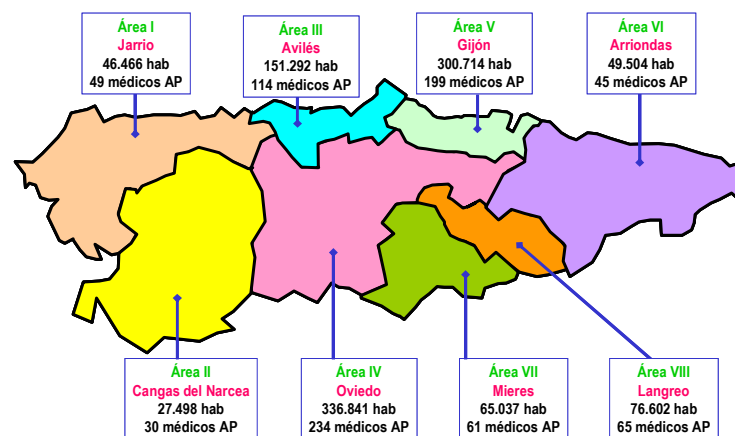 Área I
Jarrio
46.466 hab
49 médicos AP
Área III
Avilés
151.292 hab
114 médicos AP
Área V
Gijón
300.714 hab
199 médicos AP
Área VI
Arriondas
49.504 hab
45 médicos AP
Área II
Cangas del Narcea
27.498 hab
30 médicos AP
Área IV
Oviedo
336.841 hab
234 médicos AP
Área VII
Mieres
65.037 hab
61 médicos AP
Área VIII
Langreo
76.602 hab
65 médicos AP